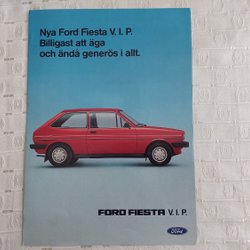 Nya Ford Fiesta V.I.P.
Billigast att äga
och ändå generös i allt.
FORD FIESTA V.I.P.
Ford